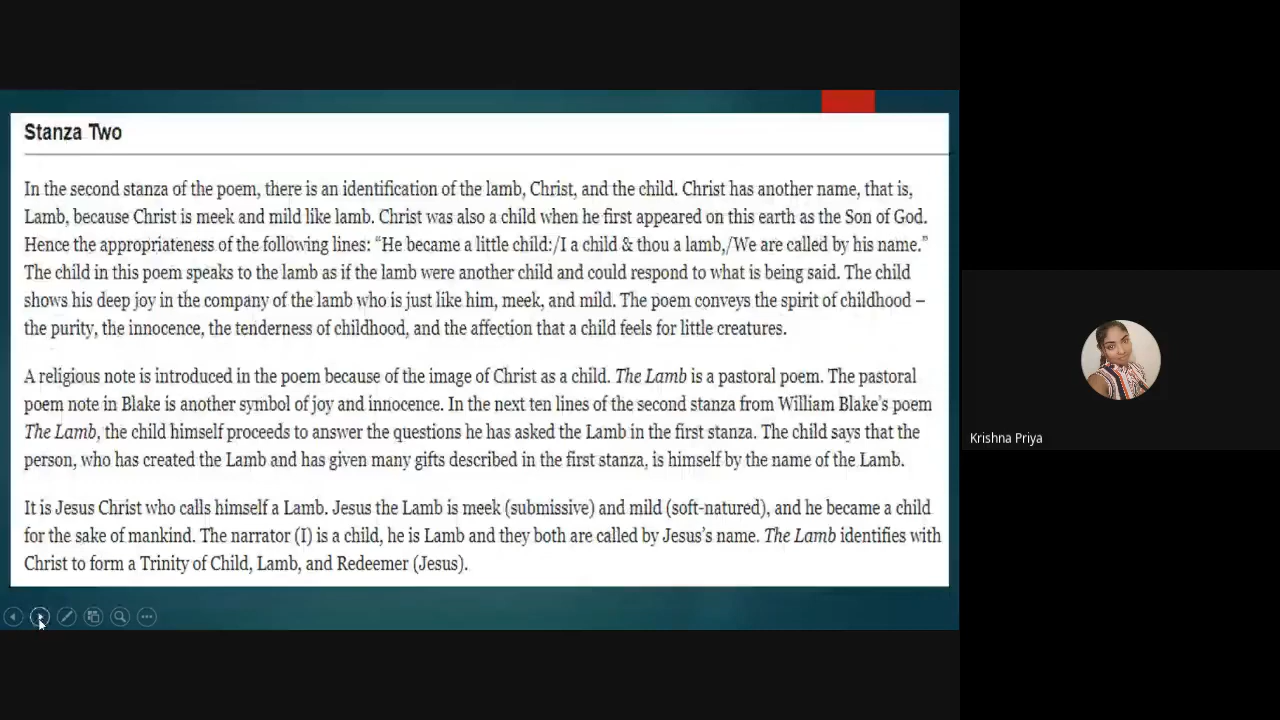 Stanza Two
In the second stanza of the poem, there is an identification of the lamb, Christ, and the child. Christ has another name, that is,
Lamb, because Christ is meek and mild like lamb. Christ was also a child when he first appeared on this earth as the Son of God.
Hence the appropriateness of the following lines: “He became a little child:/I a child & thou a lamb,/We are called by his name.”
The child in this poem speaks to the lamb as if the lamb were another child and could respond to what is being said. The child
shows his deep joy in the company of the lamb who is just like him, meek, and mild. The poem conveys the spirit of childhood –
the purity, the innocence, the tenderness of childhood, and the affection that a child feels for little creatures.
A religious note is introduced in the poem because of the image of Christ as a child. The Lamb is a pastoral poem. The pastoral
poem note in Blake is another symbol of joy and innocence. In the next ten lines of the second stanza from William Blake's poem
The Lamb, the child himself proceeds to answer the questions he has asked the Lamb in the first stanza. The child says that the
person, who has created the Lamb and has given many gifts described in the first stanza, is himself by the name of the Lamb.
It is Jesus Christ who calls himself a Lamb. Jesus the Lamb is meek (submissive) and mild (soft-natured), and he became a child
for the sake of mankind. The narrator (I) is a child, he is Lamb and they both are called by Jesus's name. The Lamb identifies with
Christ to form a Trinity of Child, Lamb, and Redeemer (Jesus).
Krishna Priya